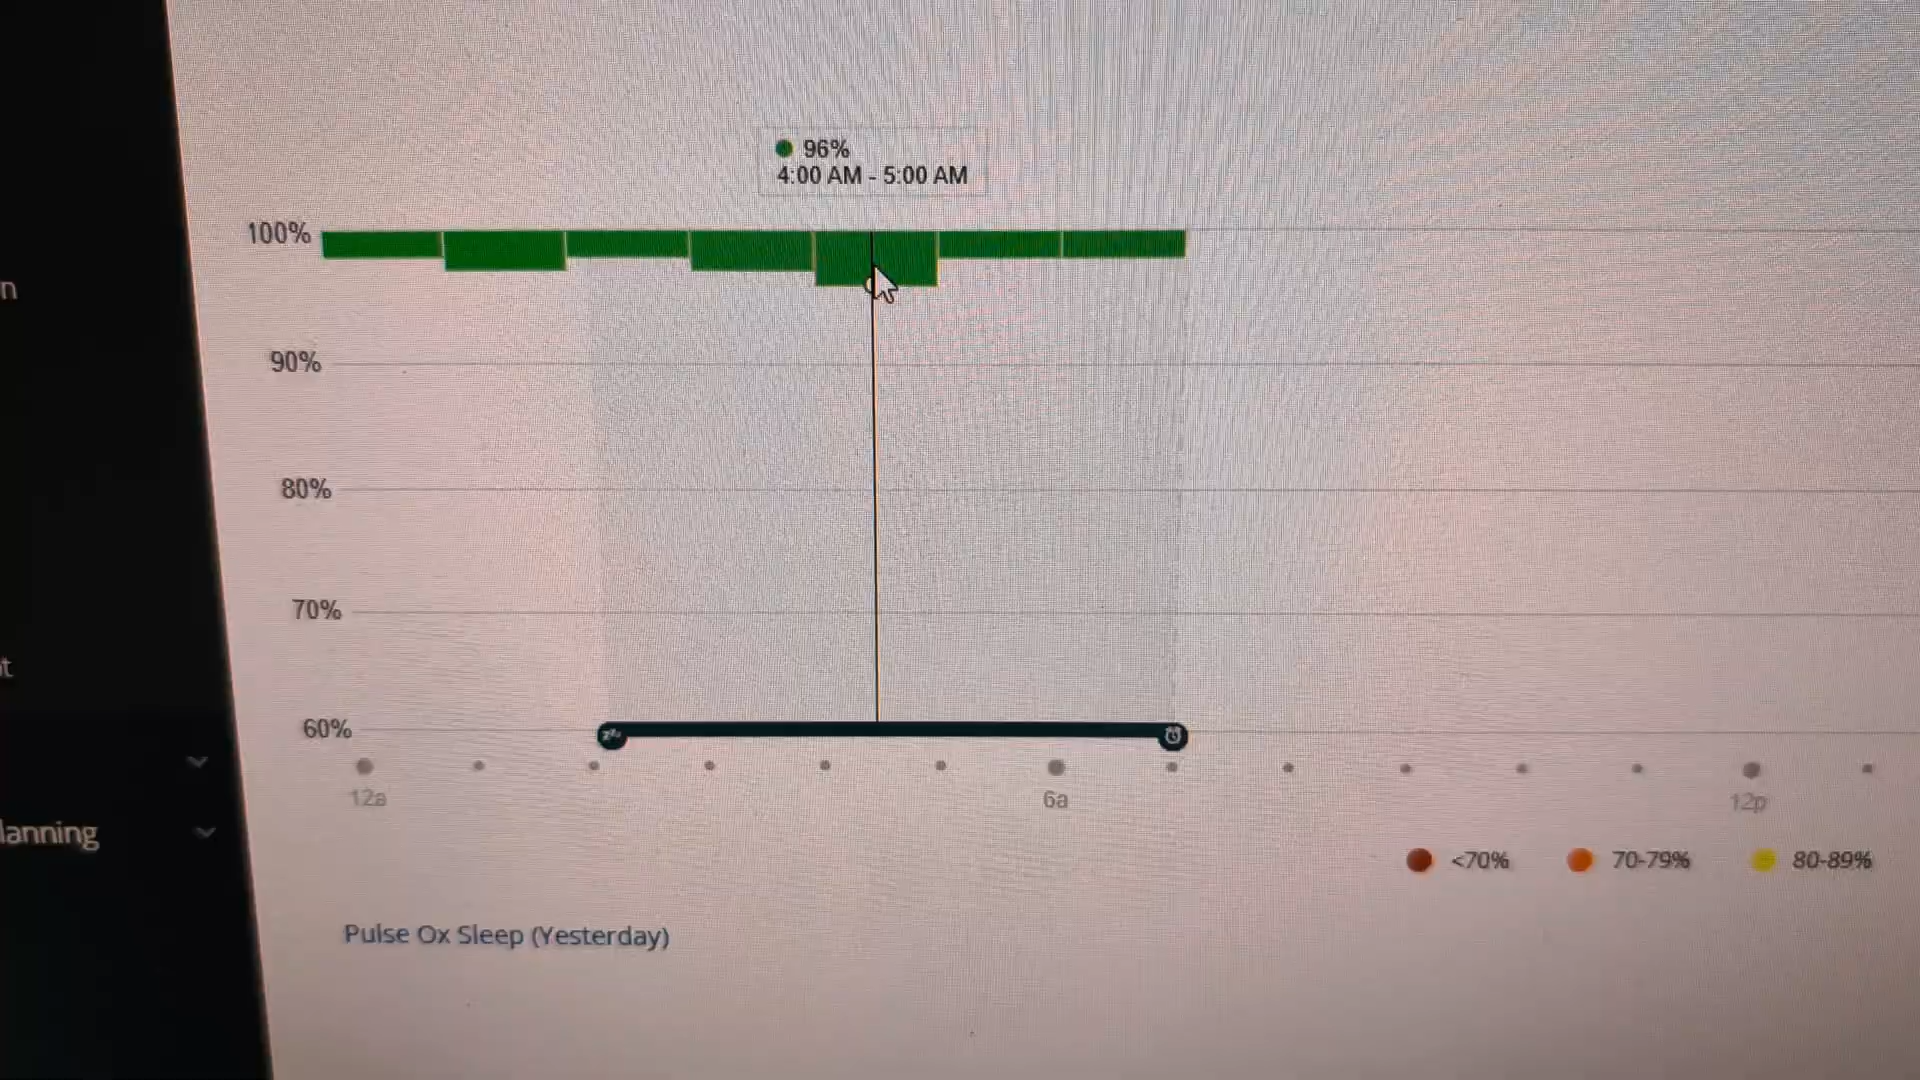 96%
4:00 AM - 5:00 AM
100%
n
90%
80%
70%
t
60%
12a
6a
12p
lanning
<70%
70-79%
80-89%
Pulse Ox Sleep (Yesterday)